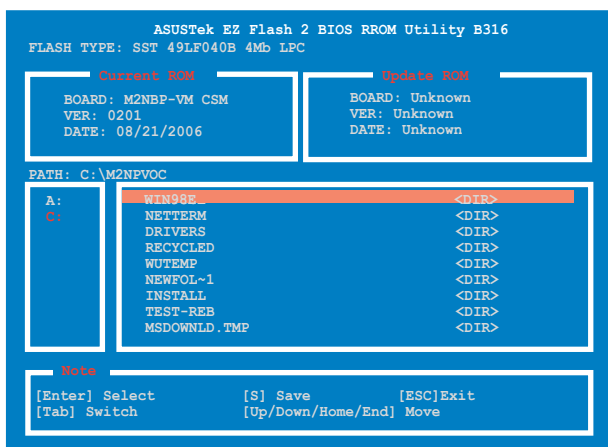 ASUSTek EZ Flash 2 BIOS RROM Utility B316
FLASH TYPE: SST 49LF040B 4Mb LPC
Current ROM
BOARD: M2NBP-VM CSM
VER: 0201
DATE: 08/21/2006
Update ROM
BOARD: Unknown
VER: Unknown
DATE: Unknown
PATH: C:\M2NPVOC
A:
C:
WIN98E_ <DIR>
NETTERM <DIR>
DRIVERS <DIR>
RECYCLED <DIR>
WUTEMP <DIR>
NEWFOL~1 <DIR>
INSTALL <DIR>
TEST-REB <DIR>
MSDOWNLD.TMP <DIR>
Note
[Enter] Select [S] Save [ESC]Exit
[Tab] Switch [Up/Down/Home/End] Move